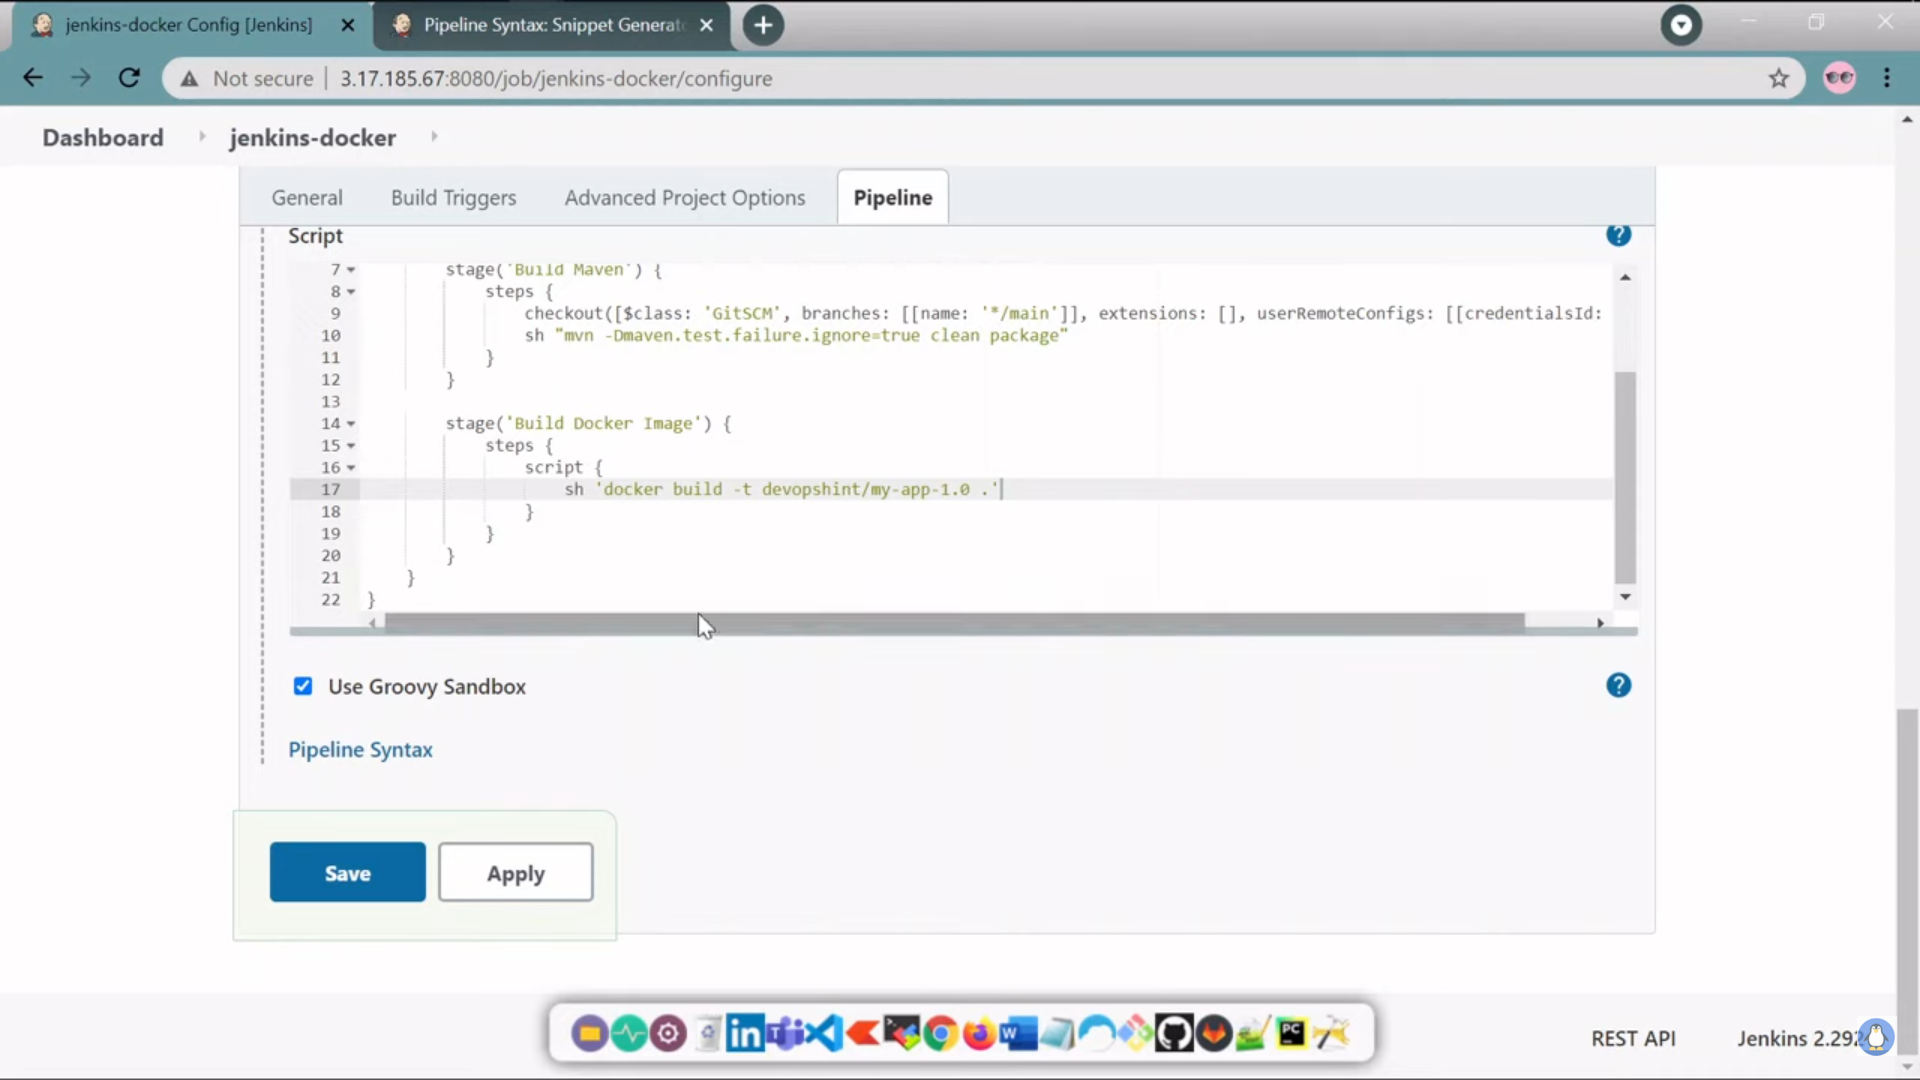 jenkins-docker Config [Jenkins]
Pipeline Syntax: Snippet Generat
Not secure
3.17.185.67:8080/job/jenkins-docker/configure
Dashboard
jenkins-docker
General
Build Triggers
Advanced Project Options
Pipeline
Script
7 stage('Build Maven') {
8 steps {
9 checkout([$class: 'GitSCM', branches: [[name: '*/main']], extensions: [], userRemoteConfigs: [[credentialsId:
10 sh "mvn -Dmaven.test.failure.ignore=true clean package"
11 }
12 }
13
14 stage('Build Docker Image') {
15 steps {
16 script {
17 sh 'docker build -t devopshint/my-app-1.0 .'
18 }
19 }
20 }
21 }
22 }
Use Groovy Sandbox
Pipeline Syntax
Save
Apply
REST API
Jenkins 2.292